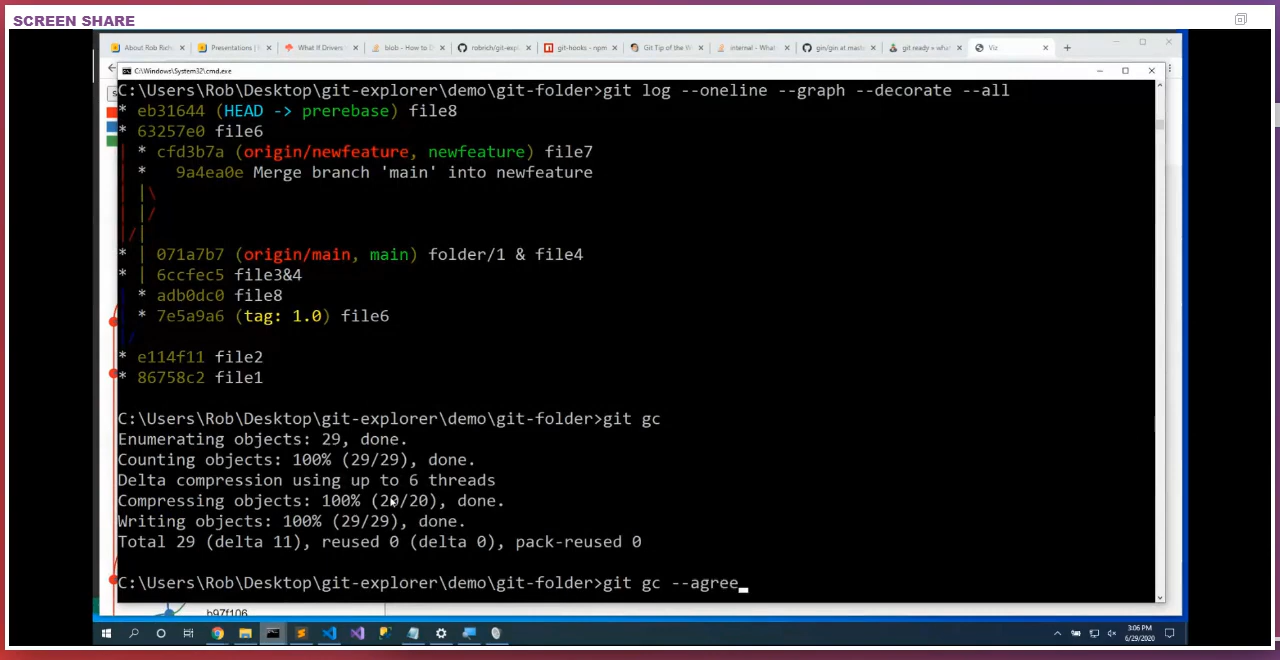 SCREEN SHARE
About Rob Rich
Presentations |
What If Drivers
blob - How to D
robrich/git-exp
git-hooks - npm
Git Tip of the W
internal - What
gin/gin at mast
git ready » what
Viz
C:\Windows\System32\cmd.exe
C:\Users\Rob\Desktop\git-explorer\demo\git-folder>git log --oneline --graph --decorate --all
* eb31644 (HEAD -> prerebase) file8
* 63257e0 file6
| * cfd3b7a (origin/newfeature, newfeature) file7
| *   9a4ea0e Merge branch 'main' into newfeature
| |\
| |/
|/|
* | 071a7b7 (origin/main, main) folder/1 & file4
* | 6ccfec5 file3&4
| * adb0dc0 file8
| * 7e5a9a6 (tag: 1.0) file6
|/
* e114f11 file2
* 86758c2 file1
C:\Users\Rob\Desktop\git-explorer\demo\git-folder>git gc
Enumerating objects: 29, done.
Counting objects: 100% (29/29), done.
Delta compression using up to 6 threads
Compressing objects: 100% (20/20), done.
Writing objects: 100% (29/29), done.
Total 29 (delta 11), reused 0 (delta 0), pack-reused 0
C:\Users\Rob\Desktop\git-explorer\demo\git-folder>git gc --agree
b97f106
3:06 PM
6/29/2020